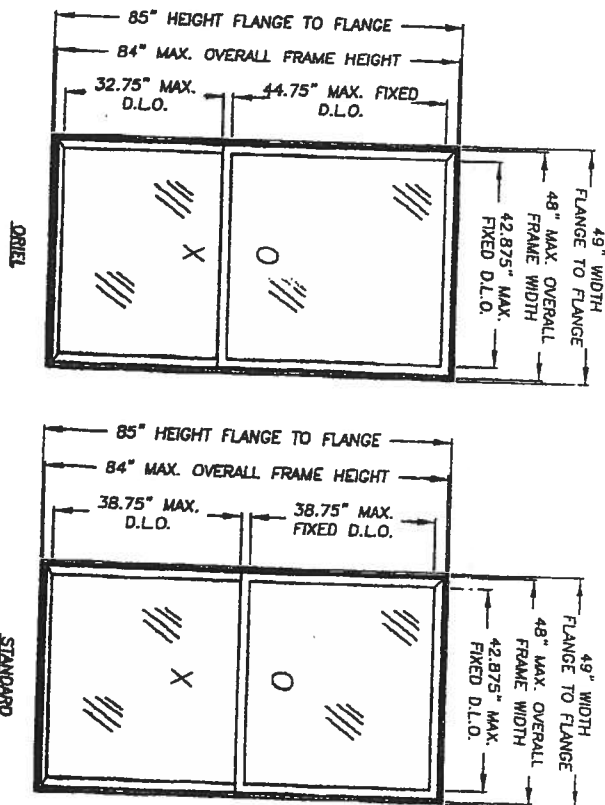 85" HEIGHT FLANGE TO FLANGE
84" MAX. OVERALL FRAME HEIGHT
32.75" MAX.
D.L.O.
44.75" MAX. FIXED
D.L.O.
49" WIDTH
FLANGE TO FLANGE
48" MAX. OVERALL
FRAME WIDTH
42.875" MAX.
FIXED D.L.O.
X
O
ORIEL
85" HEIGHT FLANGE TO FLANGE
84" MAX. OVERALL FRAME HEIGHT
38.75" MAX.
D.L.O.
38.75" MAX.
FIXED D.L.O.
49" WIDTH
FLANGE TO FLANGE
48" MAX. OVERALL
FRAME WIDTH
42.875" MAX.
FIXED D.L.O.
X
O
STANDARD